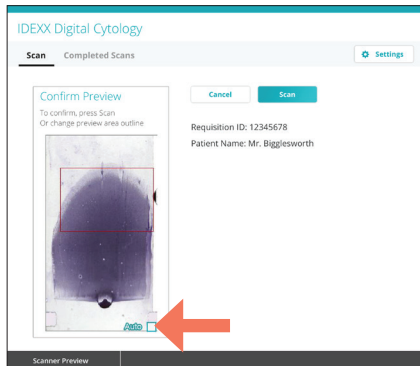 IDEXX Digital Cytology
Scan Completed Scans Settings
Confirm Preview
Cancel Scan
To confirm, press Scan
Or change preview area outline
Requisition ID: 12345678
Patient Name: Mr. Bigglesworth
Auto
Scanner Preview